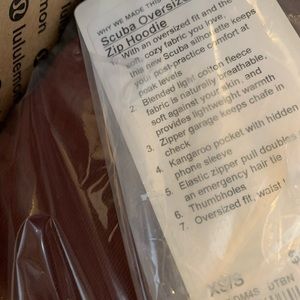 WHY WE MADE THIS
Scuba Oversized
Zip Hoodie
With an oversized fit and the
soft, cozy fabric you love,
this new Scuba silhouette keeps
your post-practice comfort at
peak levels
2. Blended light cotton fleece
fabric is naturally breathable,
soft against your skin, and
provides lightweight warmth
3. Zipper garage keeps chafe in
check
4. Kangaroo pocket with hidden
phone sleeve
5. Elastic zipper pull doubles
an emergency hair tie
6. Thumbholes
7. Oversized fit, waist l
XS/S
$
DTBN
lululemon